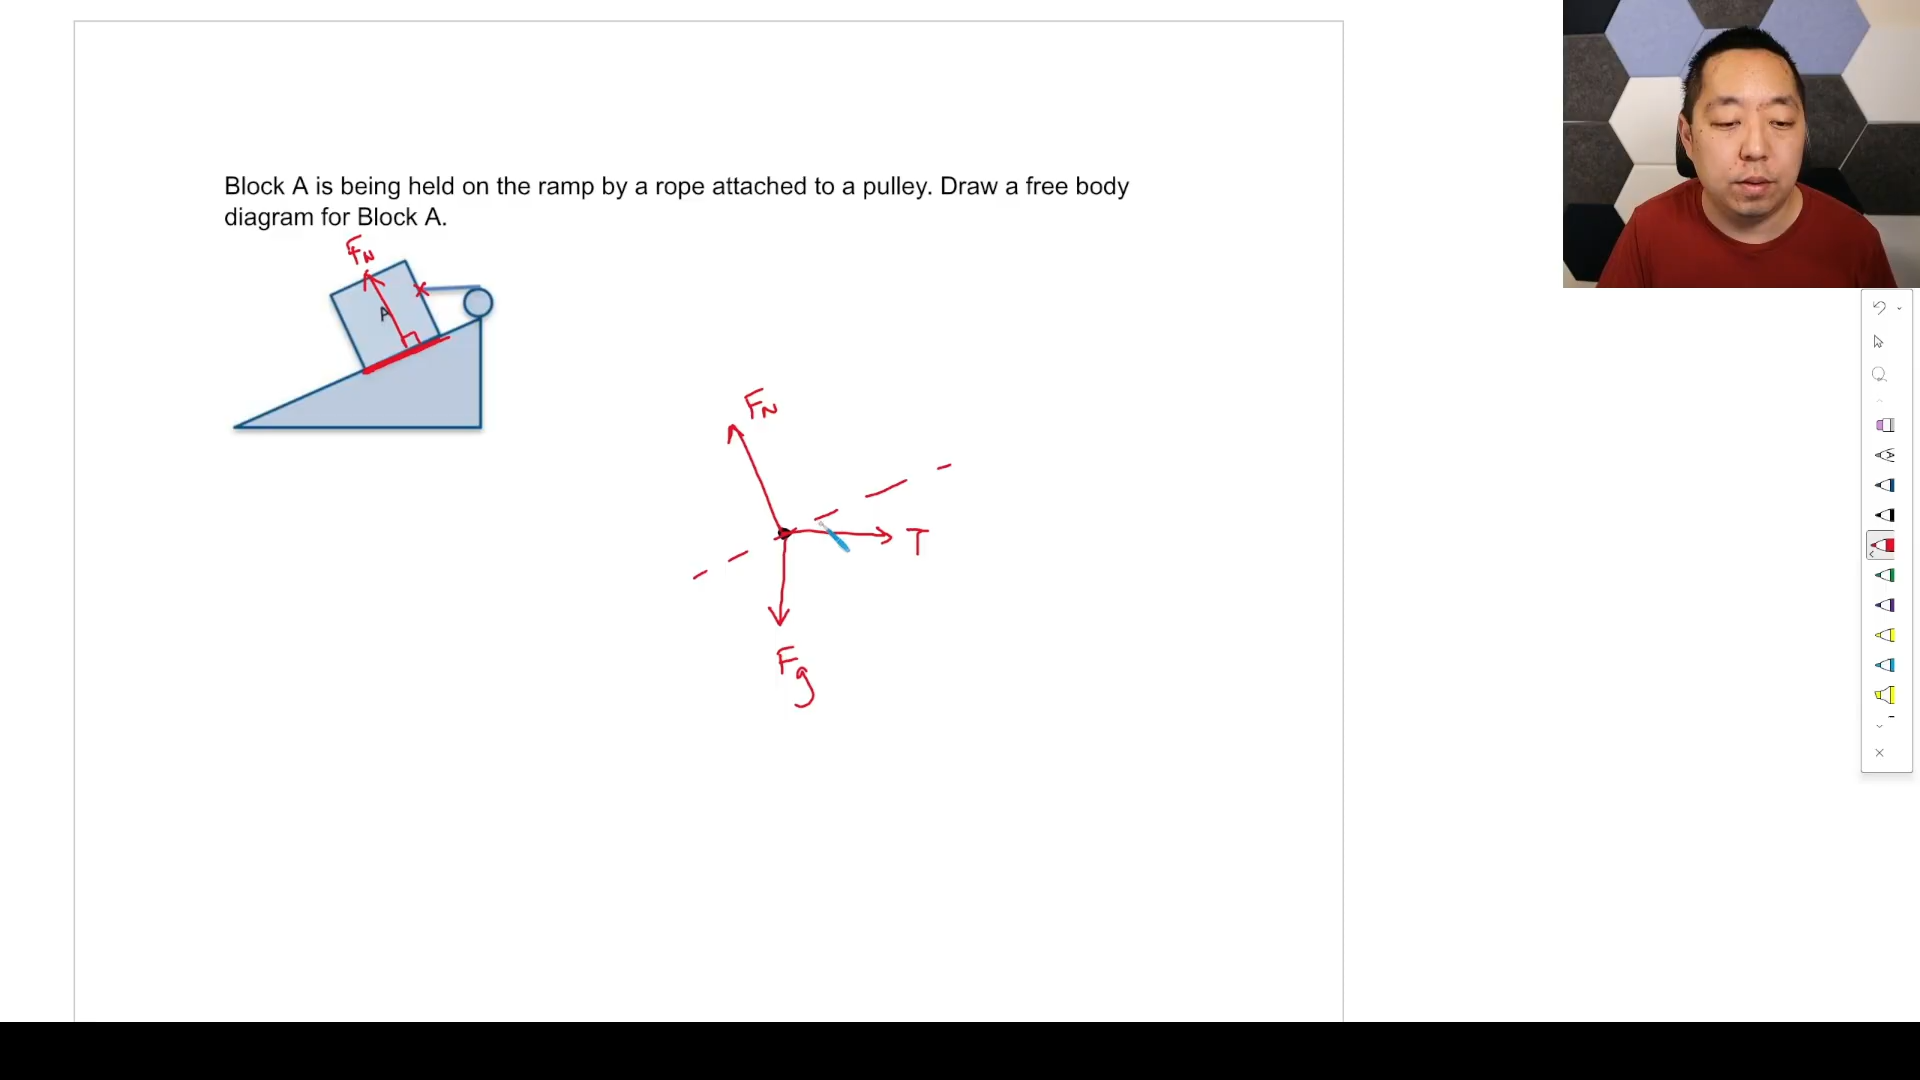 Block A is being held on the ramp by a rope attached to a pulley. Draw a free body
diagram for Block A.
FN
A
FN
T
Fg